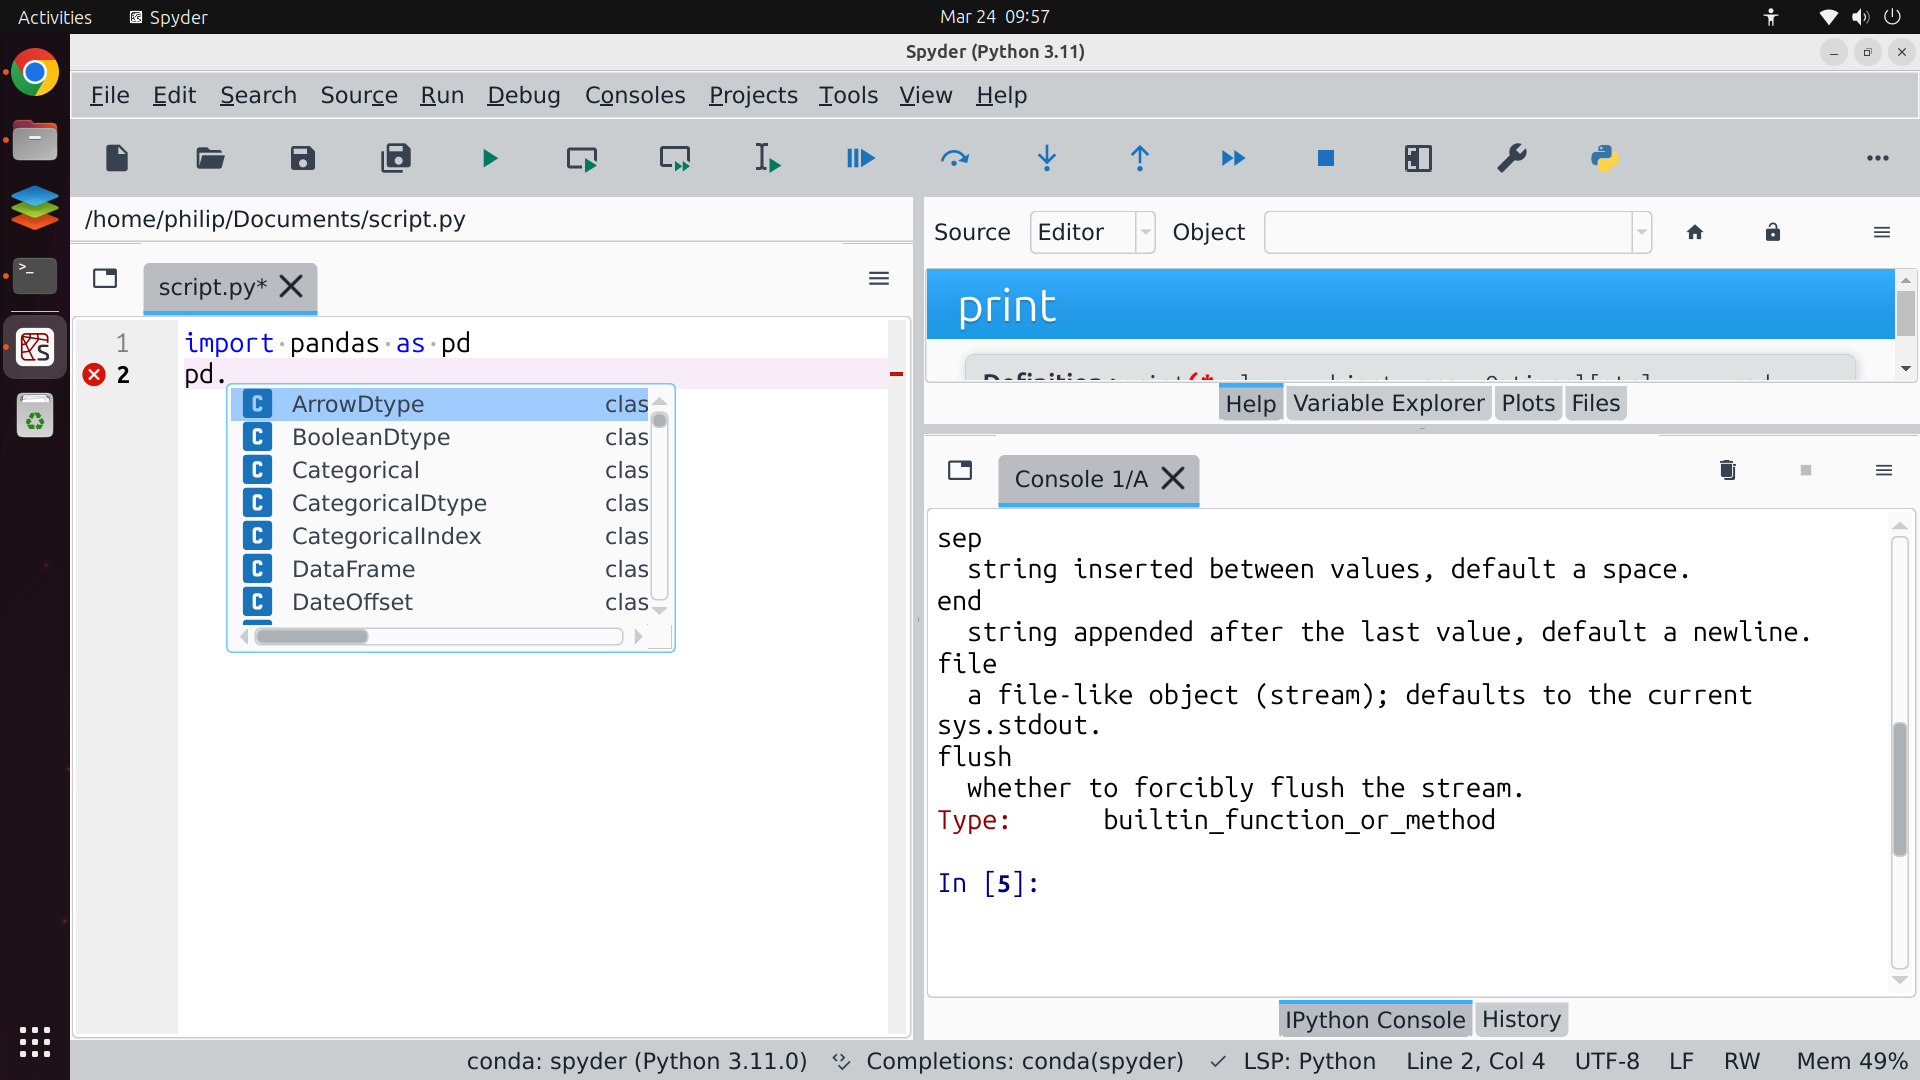 Activities Spyder Mar 24 09:57
Spyder (Python 3.11)
File Edit Search Source Run Debug Consoles Projects Tools View Help
/home/philip/Documents/script.py
script.py*
1 import pandas as pd
2 pd.
C ArrowDtype clas
C BooleanDtype clas
C Categorical clas
C CategoricalDtype clas
C CategoricalIndex clas
C DataFrame clas
C DateOffset clas
Source Editor Object
print
Help Variable Explorer Plots Files
Console 1/A
sep
string inserted between values, default a space.
end
string appended after the last value, default a newline.
file
a file-like object (stream); defaults to the current
sys.stdout.
flush
whether to forcibly flush the stream.
Type: builtin_function_or_method
In [5]:
IPython Console History
conda: spyder (Python 3.11.0) Completions: conda(spyder) LSP: Python Line 2, Col 4 UTF-8 LF RW Mem 49%